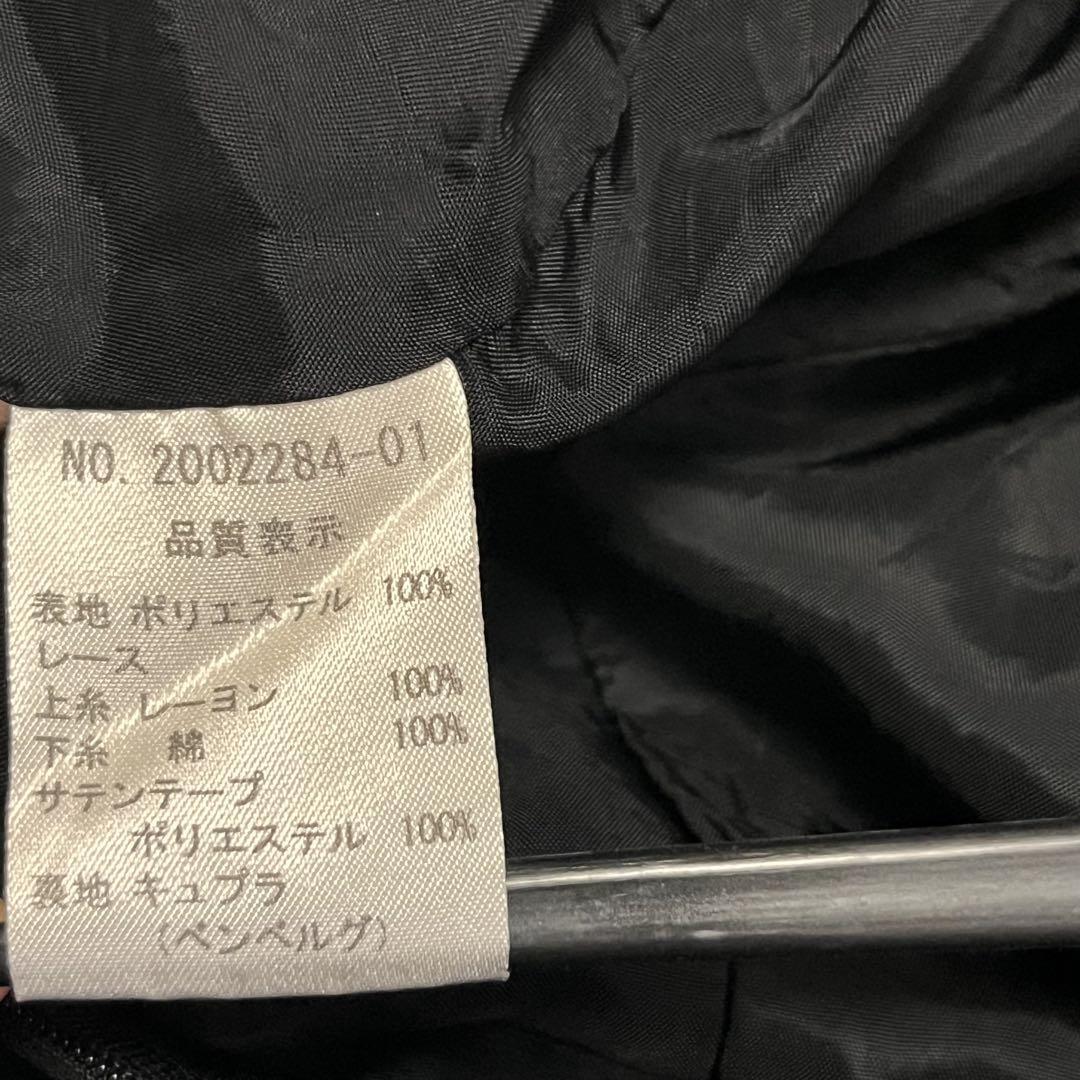 NO. 2002284-01
品質表示
表地 ポリエステル 100%
レース
上糸 レーヨン 100%
下糸 綿 100%
サテンテープ
ポリエステル 100%
裏地 キュプラ
(ベンベルグ)